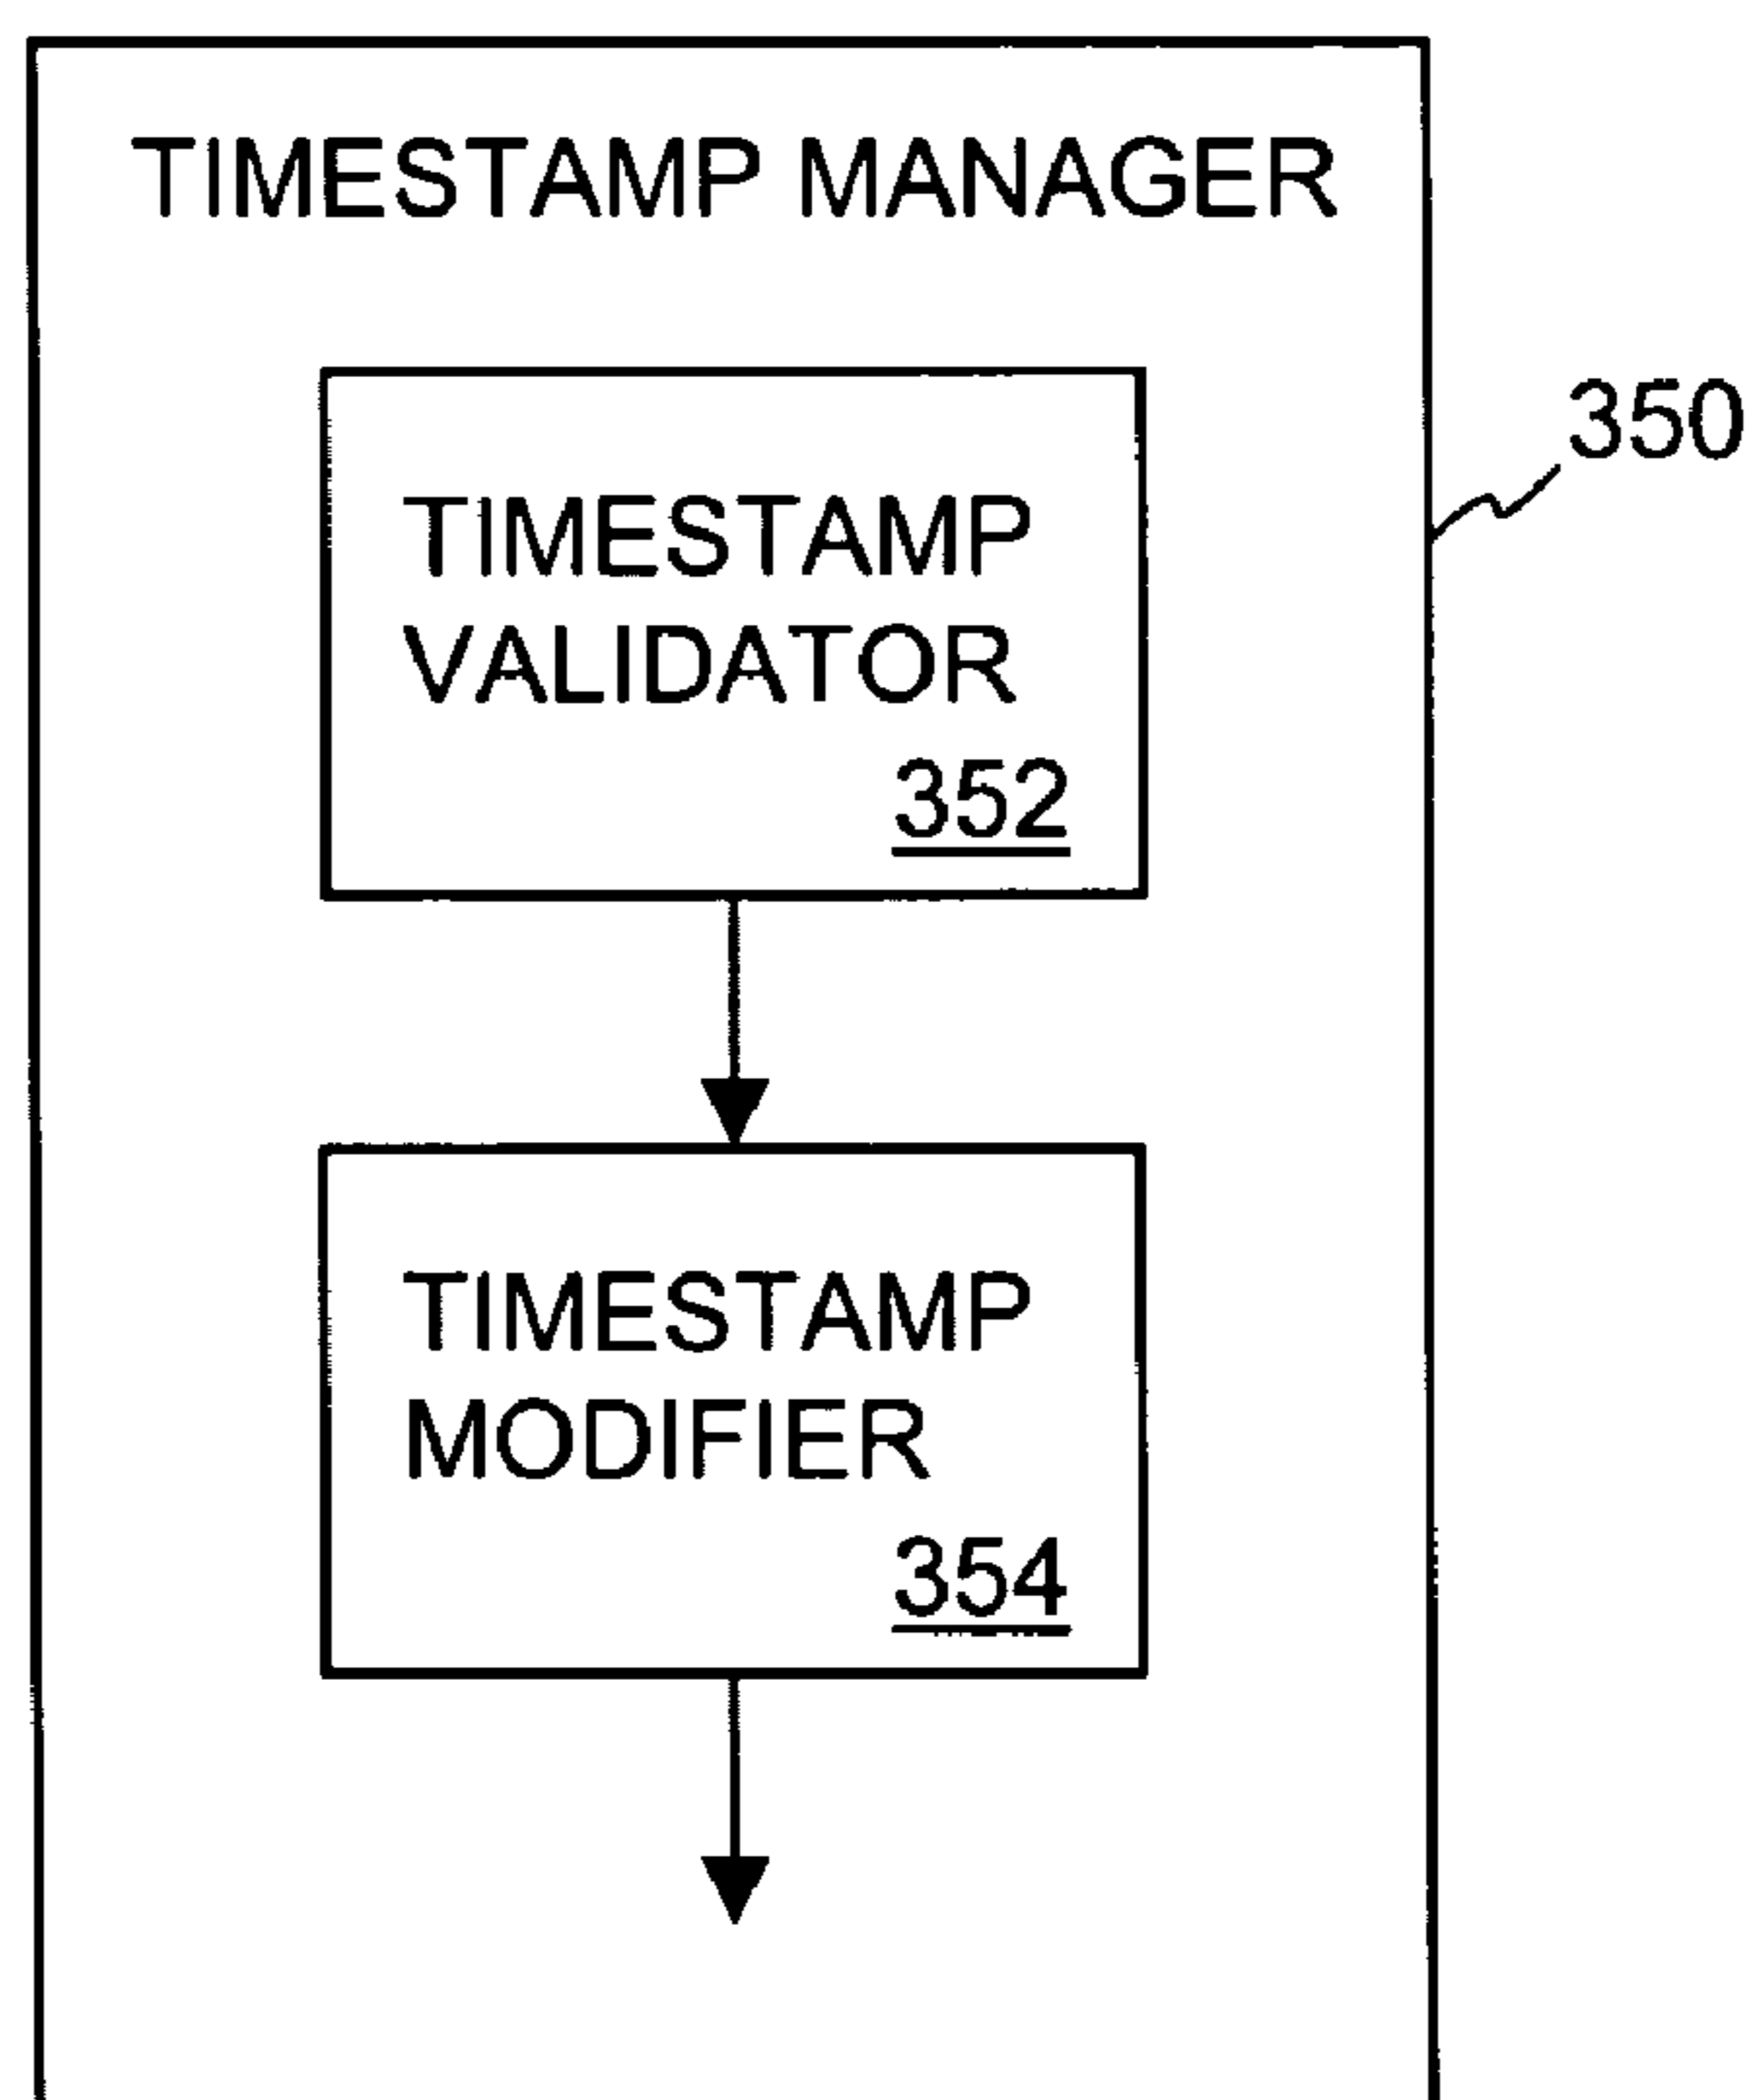 TIMESTAMP MANAGER
350
TIMESTAMP
VALIDATOR
352
TIMESTAMP
MODIFIER
354